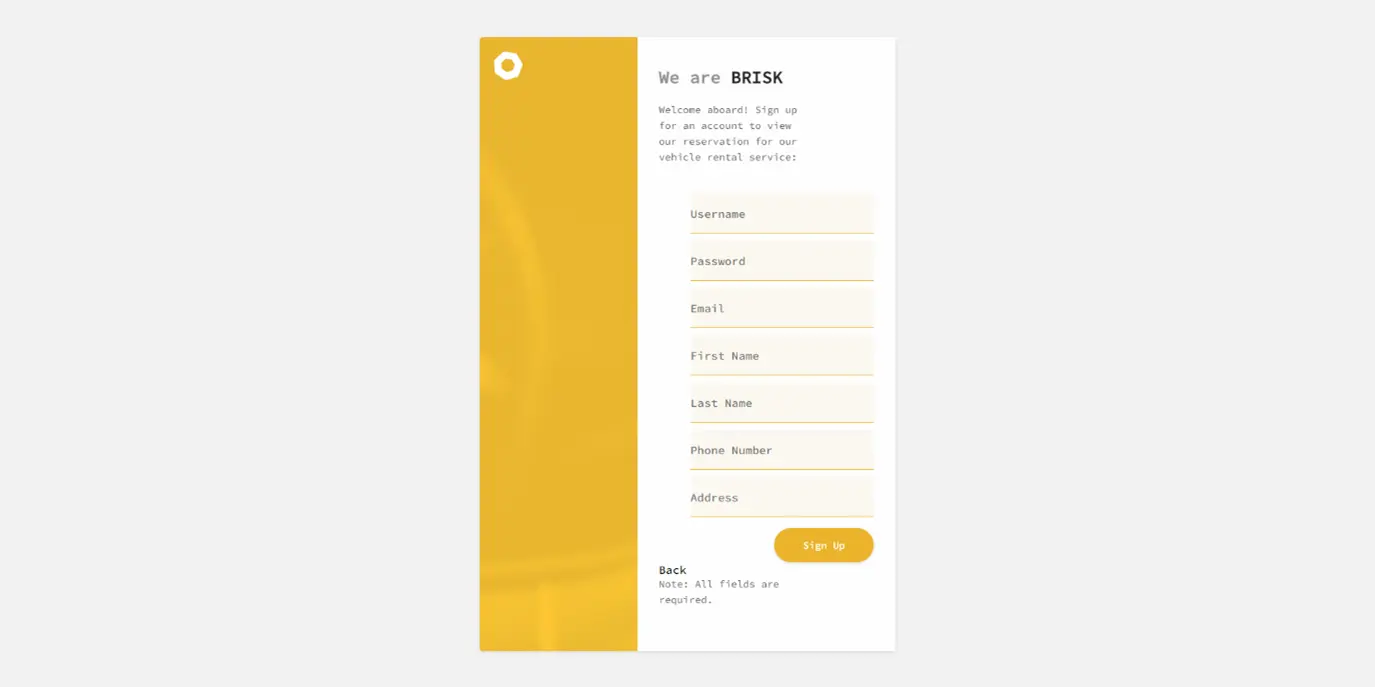 We are BRISK
Welcome aboard! Sign up
for an account to view
our reservation for our
vehicle rental service:
Username
Password
Email
First Name
Last Name
Phone Number
Address
Sign Up
Back
Note: All fields are
required.